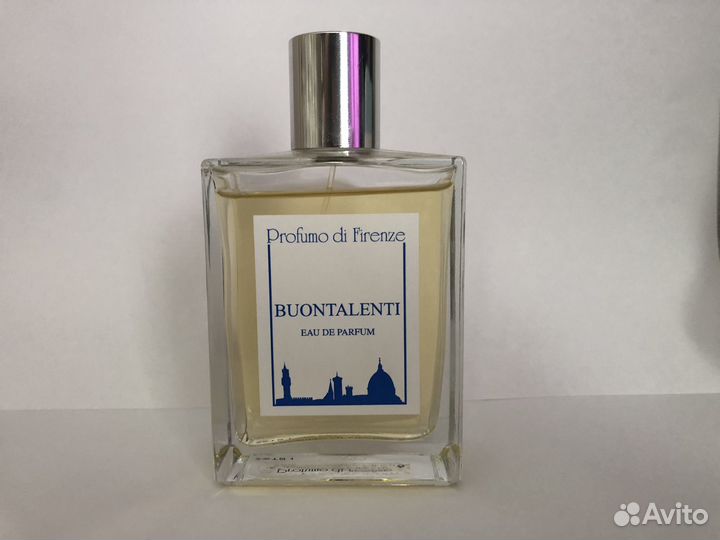 Profumo di Firenze
BUONTALENTI
EAU DE PARFUM
Avito